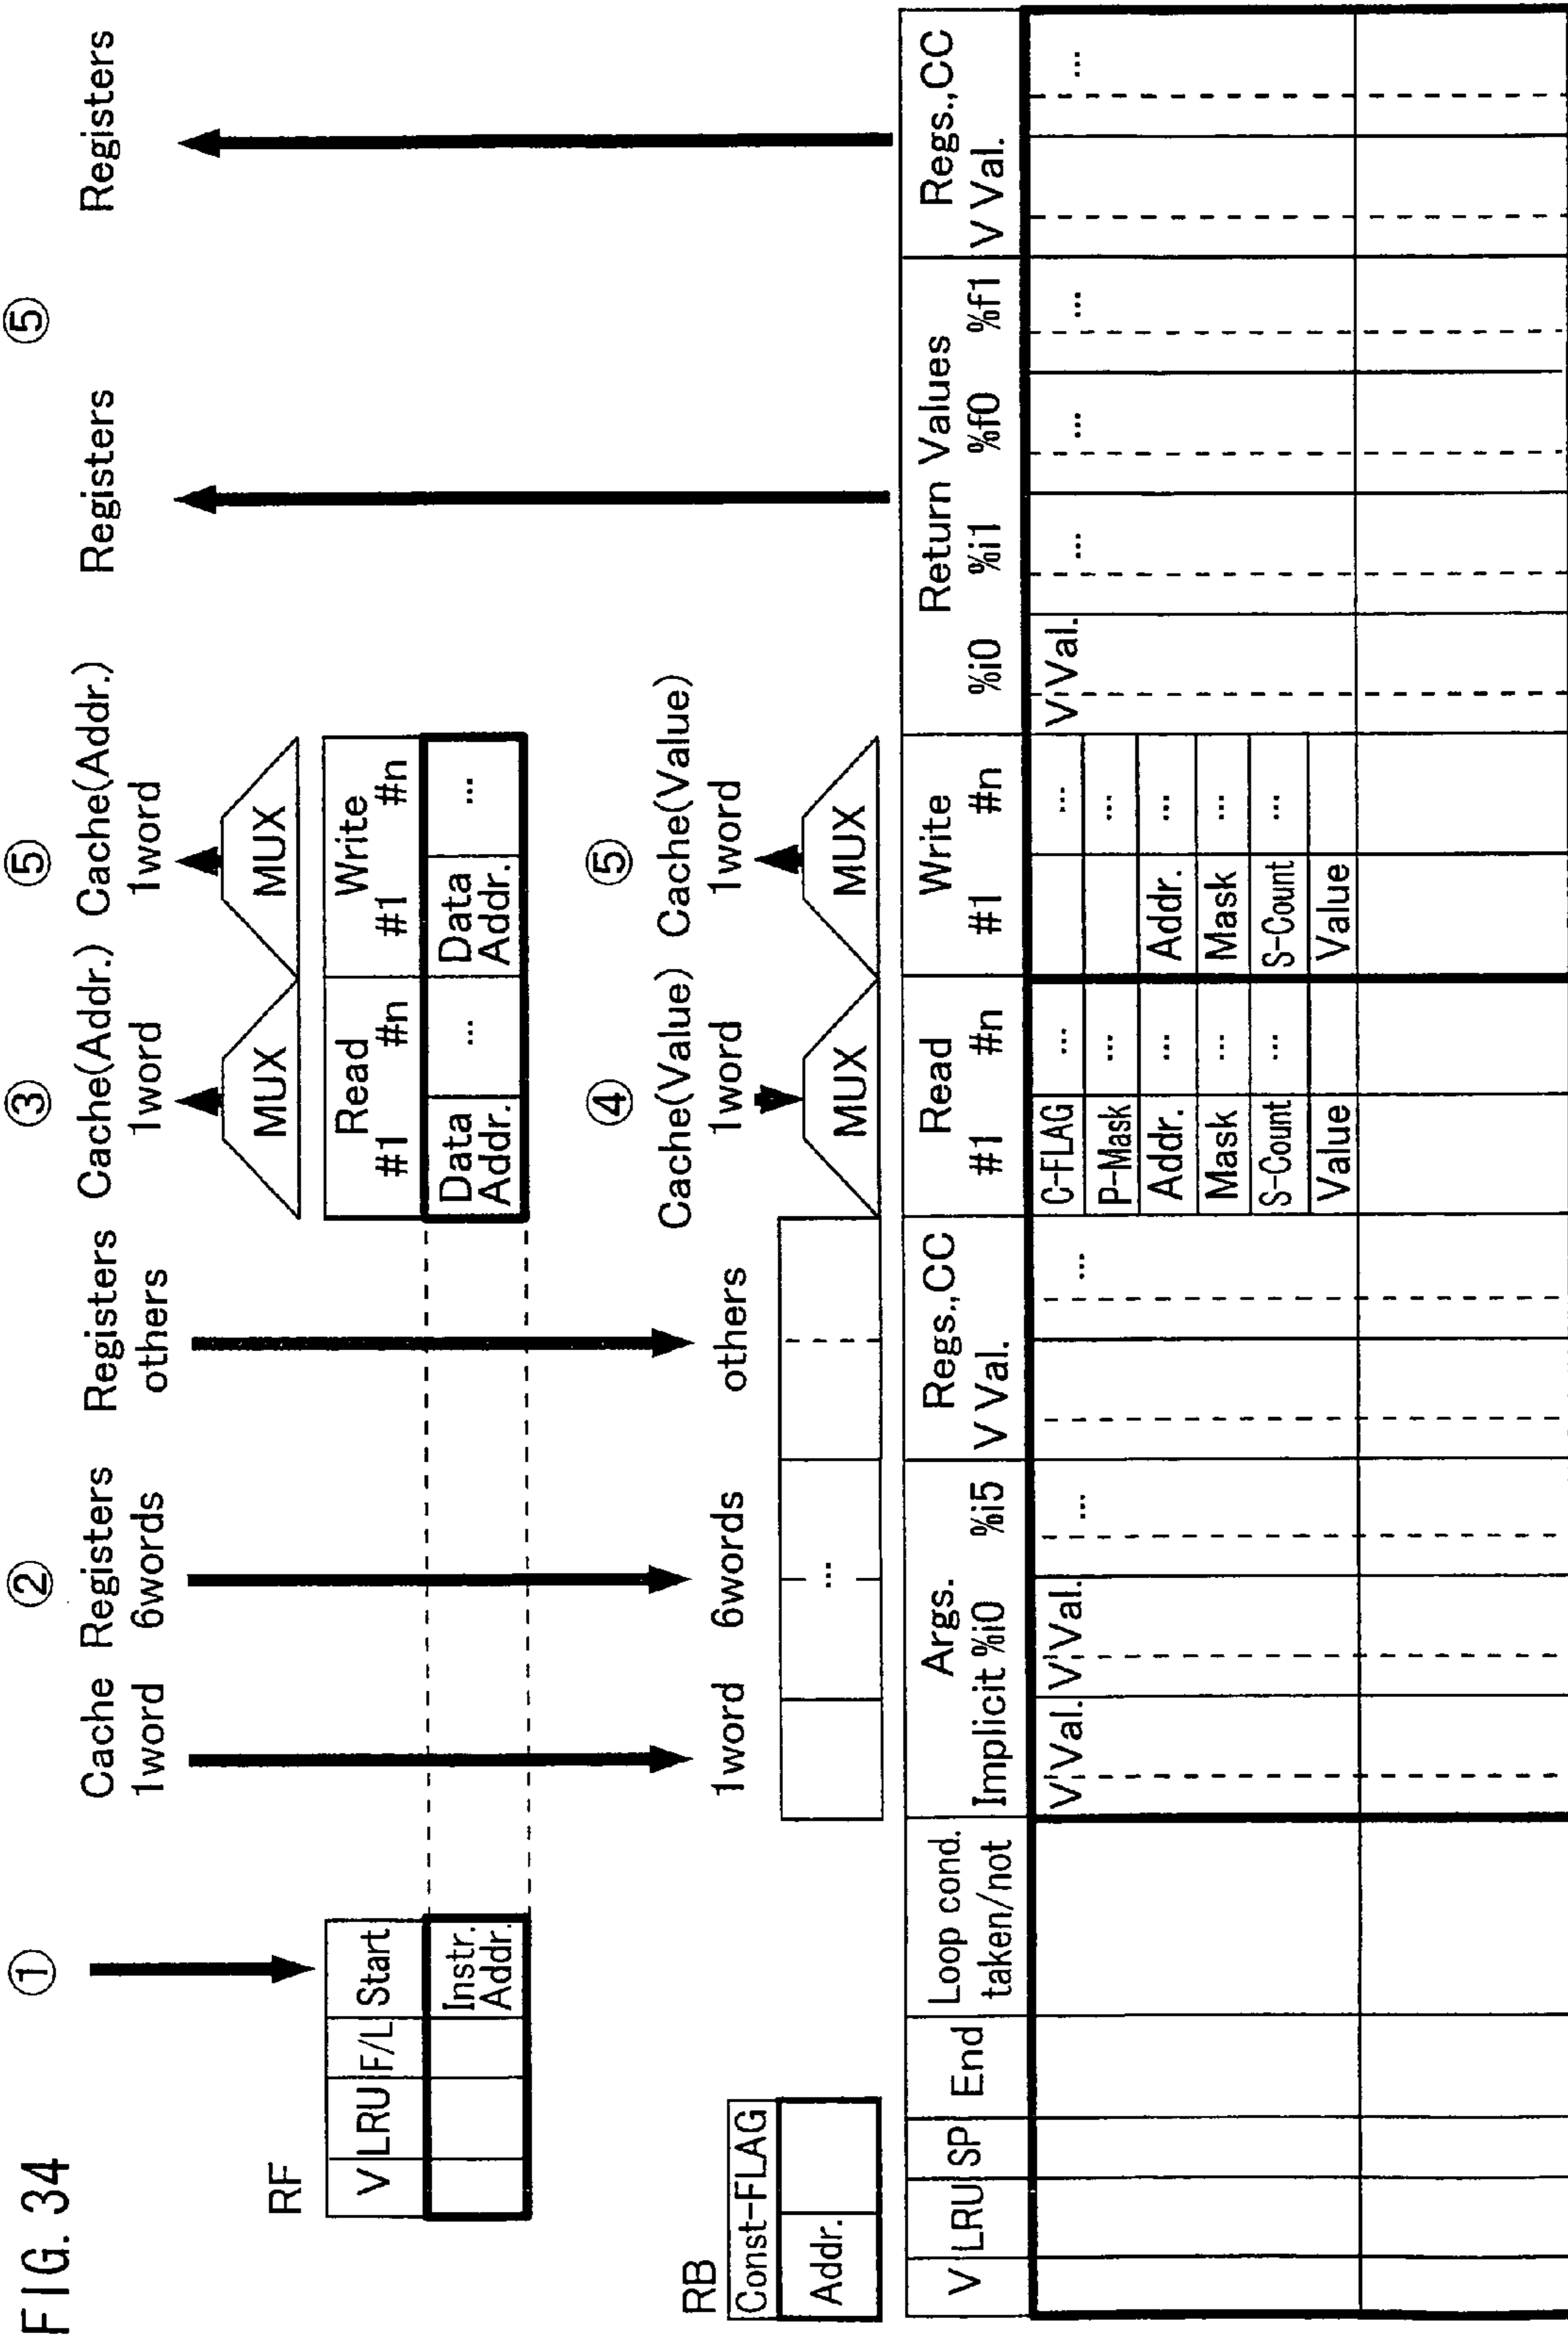 FIG. 34
① ② ③ ⑤ ⑤
Cache Registers Registers Cache(Addr.) Cache(Addr.) Registers Registers
1word 6words others 1word 1word
MUX MUX
RF
V LRU F/L Start Read Write
#1 #n #1 #n
Instr. Addr. Data Addr. ... Data Addr. ...
④ ⑤
Cache(Value) Cache(Value)
RB
1word 6words others 1word 1word
Const-FLAG
Addr. ... MUX MUX
V LRU SP End Loop cond. Args. Regs.,CC Read Write Return Values Regs.,CC
taken/not Implicit %i0 %i5 V Val. #1 #n #1 #n %i0 %i1 %f0 %f1 V Val.
V Val. V Val. ... ... C-FLAG ... ... V Val. ... ... ... ...
P-Mask ... ...
Addr. ... Addr. ...
Mask ... Mask ...
S-Count ... S-Count ...
Value Value